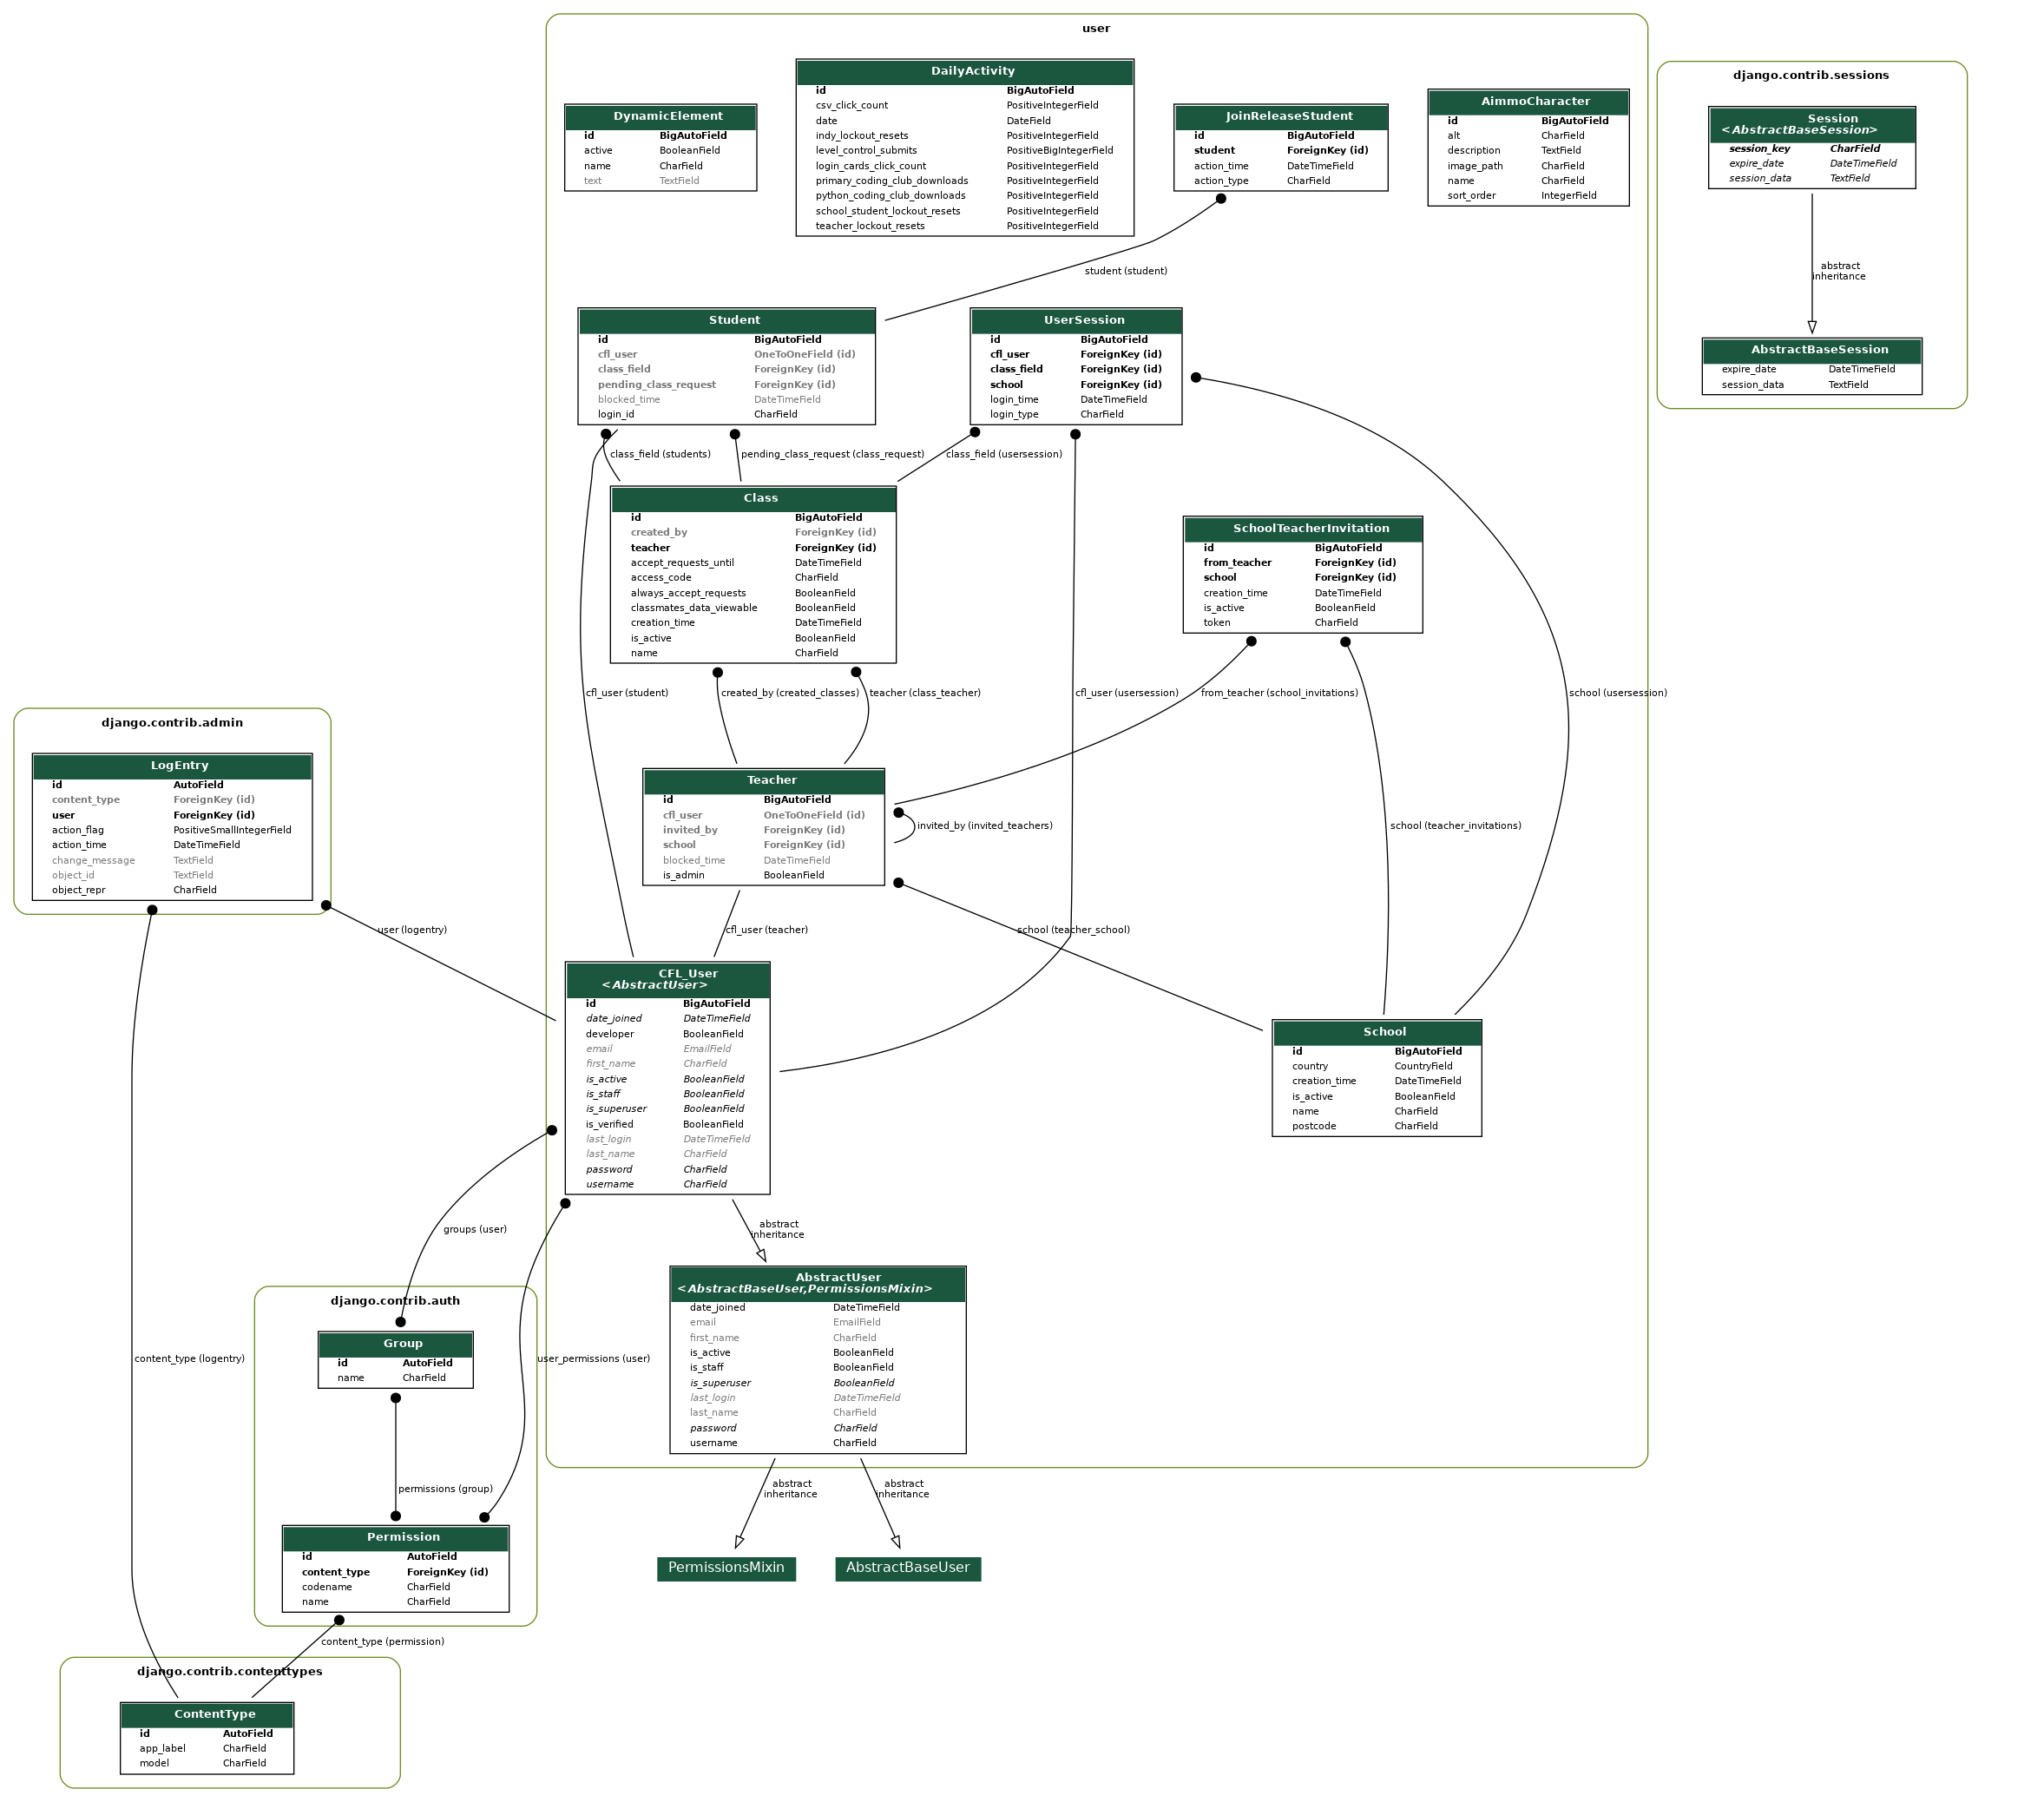 user
DailyActivity
id BigAutoField
csv_click_count PositiveIntegerField
date DateField
indy_lockout_resets PositiveIntegerField
level_control_submits PositiveBigIntegerField
login_cards_click_count PositiveIntegerField
primary_coding_club_downloads PositiveIntegerField
python_coding_club_downloads PositiveIntegerField
school_student_lockout_resets PositiveIntegerField
teacher_lockout_resets PositiveIntegerField
DynamicElement
id BigAutoField
active BooleanField
name CharField
text TextField
JoinReleaseStudent
id BigAutoField
student ForeignKey (id)
action_time DateTimeField
action_type CharField
AimmoCharacter
id BigAutoField
alt CharField
description TextField
image_path CharField
name CharField
sort_order IntegerField
django.contrib.sessions
Session
<AbstractBaseSession>
session_key CharField
expire_date DateTimeField
session_data TextField
abstract
inheritance
AbstractBaseSession
expire_date DateTimeField
session_data TextField
student (student)
Student
id BigAutoField
cfl_user OneToOneField (id)
class_field ForeignKey (id)
pending_class_request ForeignKey (id)
blocked_time DateTimeField
login_id CharField
UserSession
id BigAutoField
cfl_user ForeignKey (id)
class_field ForeignKey (id)
school ForeignKey (id)
login_time DateTimeField
login_type CharField
class_field (students)
pending_class_request (class_request)
class_field (usersession)
Class
id BigAutoField
created_by ForeignKey (id)
teacher ForeignKey (id)
accept_requests_until DateTimeField
access_code CharField
always_accept_requests BooleanField
classmates_data_viewable BooleanField
creation_time DateTimeField
is_active BooleanField
name CharField
SchoolTeacherInvitation
id BigAutoField
from_teacher ForeignKey (id)
school ForeignKey (id)
creation_time DateTimeField
is_active BooleanField
token CharField
cfl_user (student)
created_by (created_classes)
teacher (class_teacher)
cfl_user (usersession)
from_teacher (school_invitations)
school (usersession)
django.contrib.admin
LogEntry
id AutoField
content_type ForeignKey (id)
user ForeignKey (id)
action_flag PositiveSmallIntegerField
action_time DateTimeField
change_message TextField
object_id TextField
object_repr CharField
Teacher
id BigAutoField
cfl_user OneToOneField (id)
invited_by ForeignKey (id)
school ForeignKey (id)
blocked_time DateTimeField
is_admin BooleanField
invited_by (invited_teachers)
school (teacher_invitations)
user (logentry)
cfl_user (teacher)
school (teacher_school)
CFL_User
<AbstractUser>
id BigAutoField
date_joined DateTimeField
developer BooleanField
email EmailField
first_name CharField
is_active BooleanField
is_staff BooleanField
is_superuser BooleanField
is_verified BooleanField
last_login DateTimeField
last_name CharField
password CharField
username CharField
School
id BigAutoField
country CountryField
creation_time DateTimeField
is_active BooleanField
name CharField
postcode CharField
groups (user)
abstract
inheritance
django.contrib.auth
Group
id AutoField
name CharField
content_type (logentry)
user_permissions (user)
AbstractUser
<AbstractBaseUser,PermissionsMixin>
date_joined DateTimeField
email EmailField
first_name CharField
is_active BooleanField
is_staff BooleanField
is_superuser BooleanField
last_login DateTimeField
last_name CharField
password CharField
username CharField
permissions (group)
abstract
inheritance
abstract
inheritance
Permission
id AutoField
content_type ForeignKey (id)
codename CharField
name CharField
PermissionsMixin
AbstractBaseUser
content_type (permission)
django.contrib.contenttypes
ContentType
id AutoField
app_label CharField
model CharField